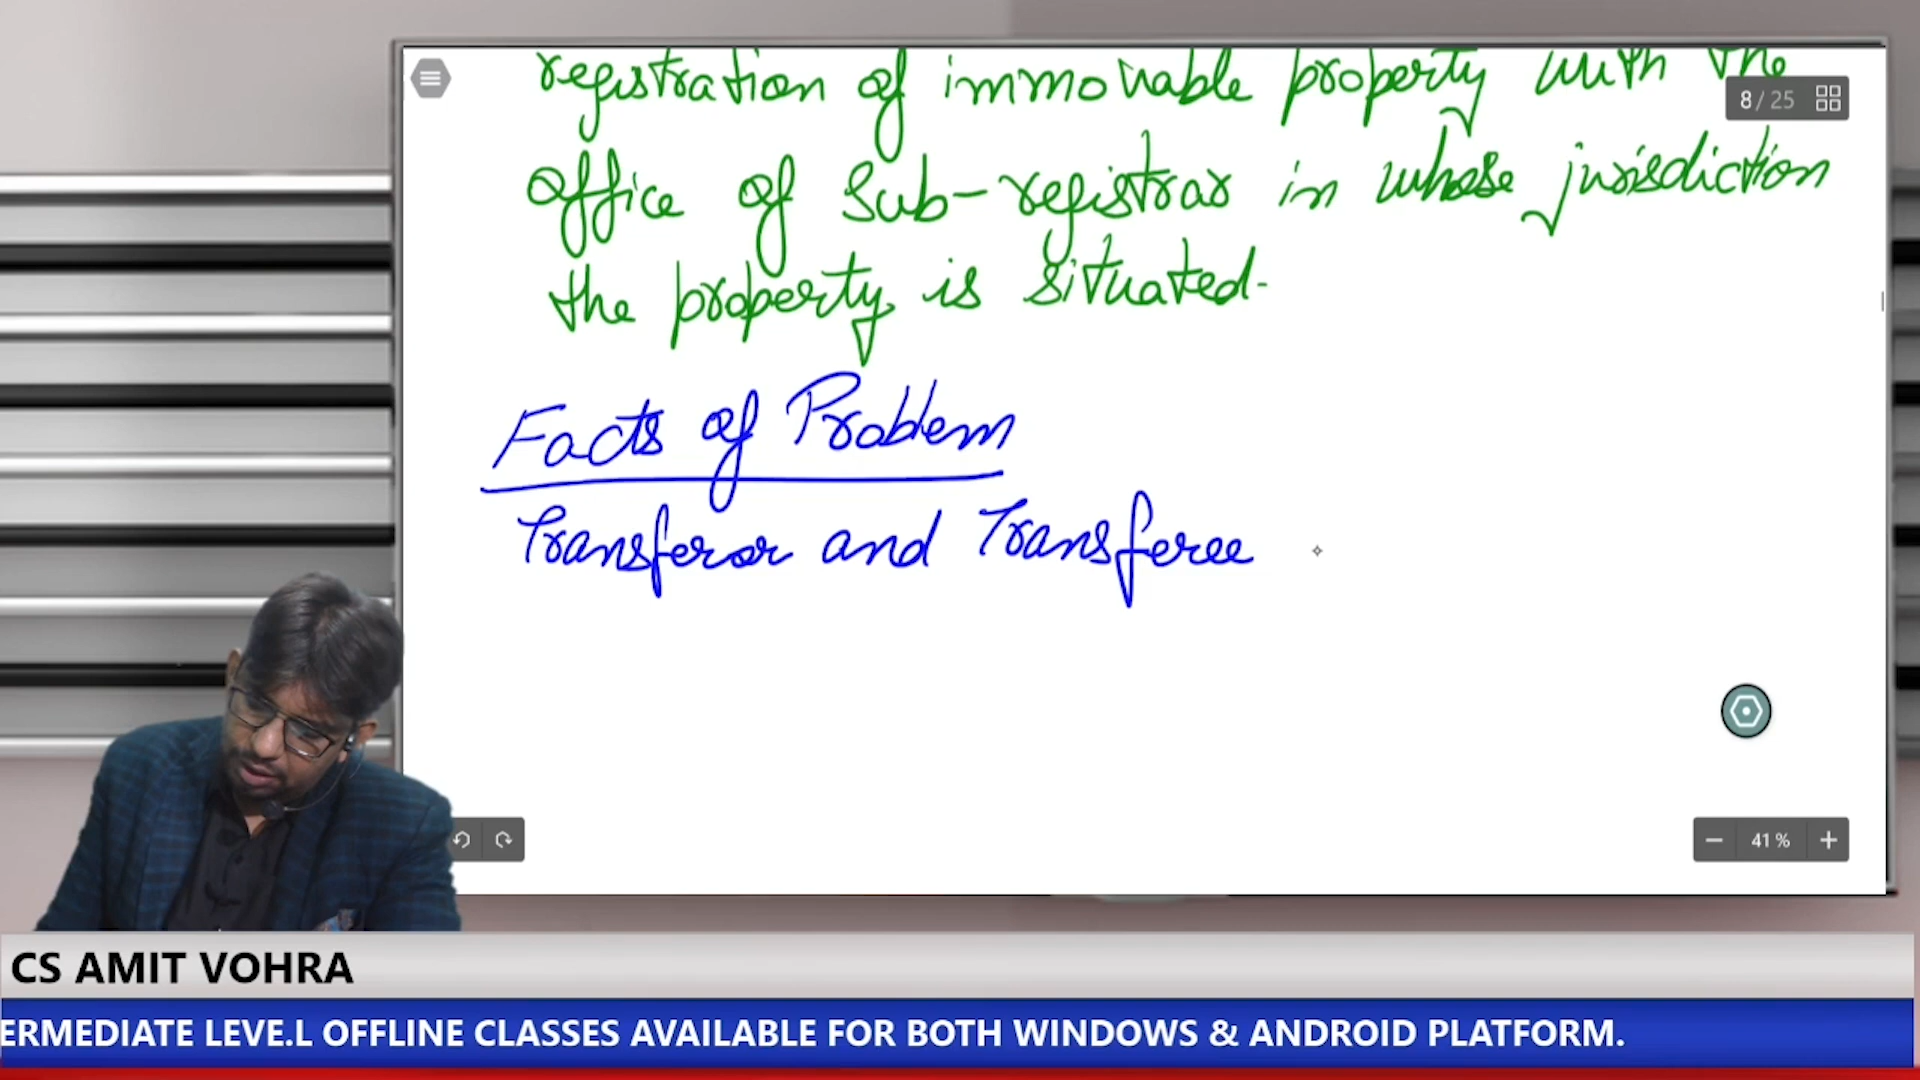 registration of immovable property with the
8 / 25
office of Sub-registrar in whose jurisdiction
the property is situated.
Facts of Problem
Transferor and Transferee
41 %
CS AMIT VOHRA
ERMEDIATE LEVE.L OFFLINE CLASSES AVAILABLE FOR BOTH WINDOWS & ANDROID PLATFORM.